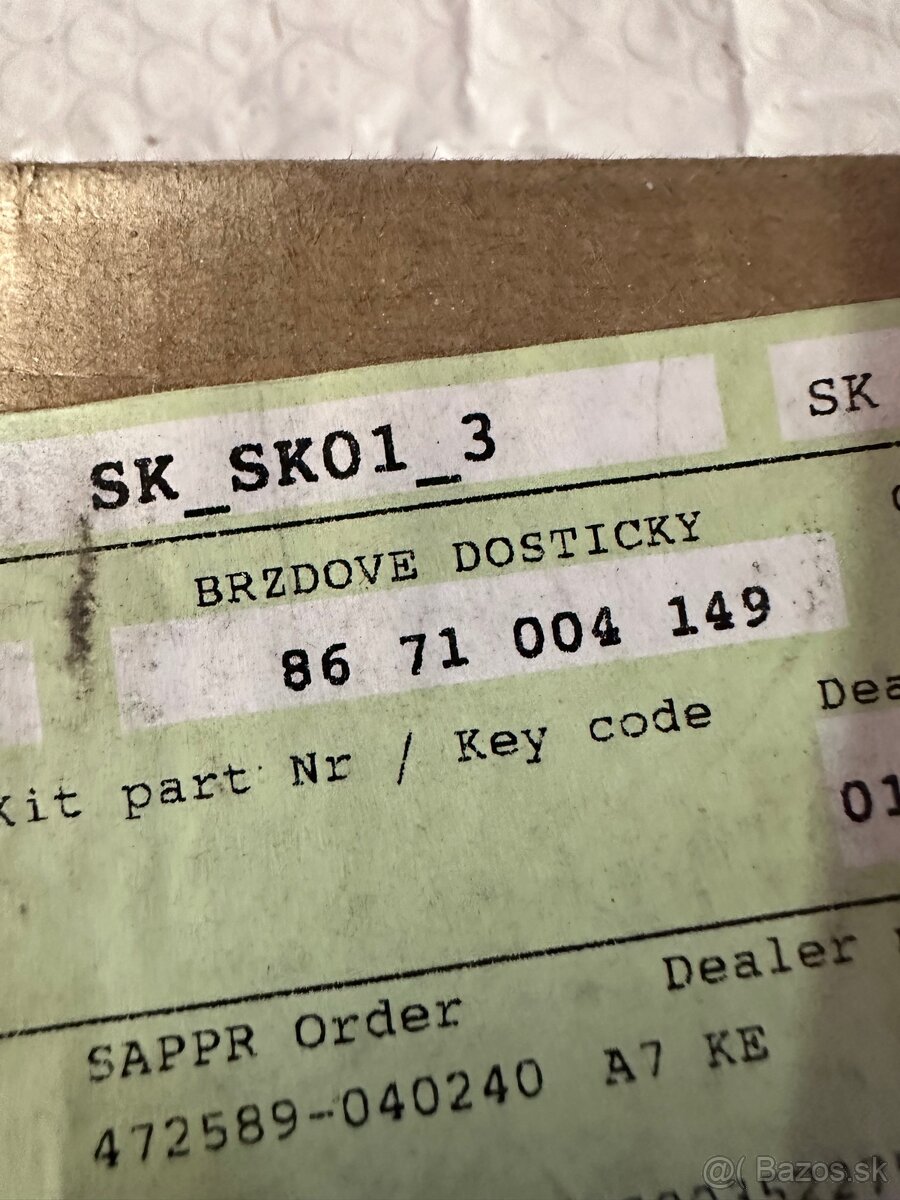 SK_SK01_3
SK
BRZDOVE DOSTICKY
86 71 004 149
Kit part Nr / Key code
Dea
01
SAPPR Order
Dealer
472589-040240
A7 KE
@( Bazos.sk